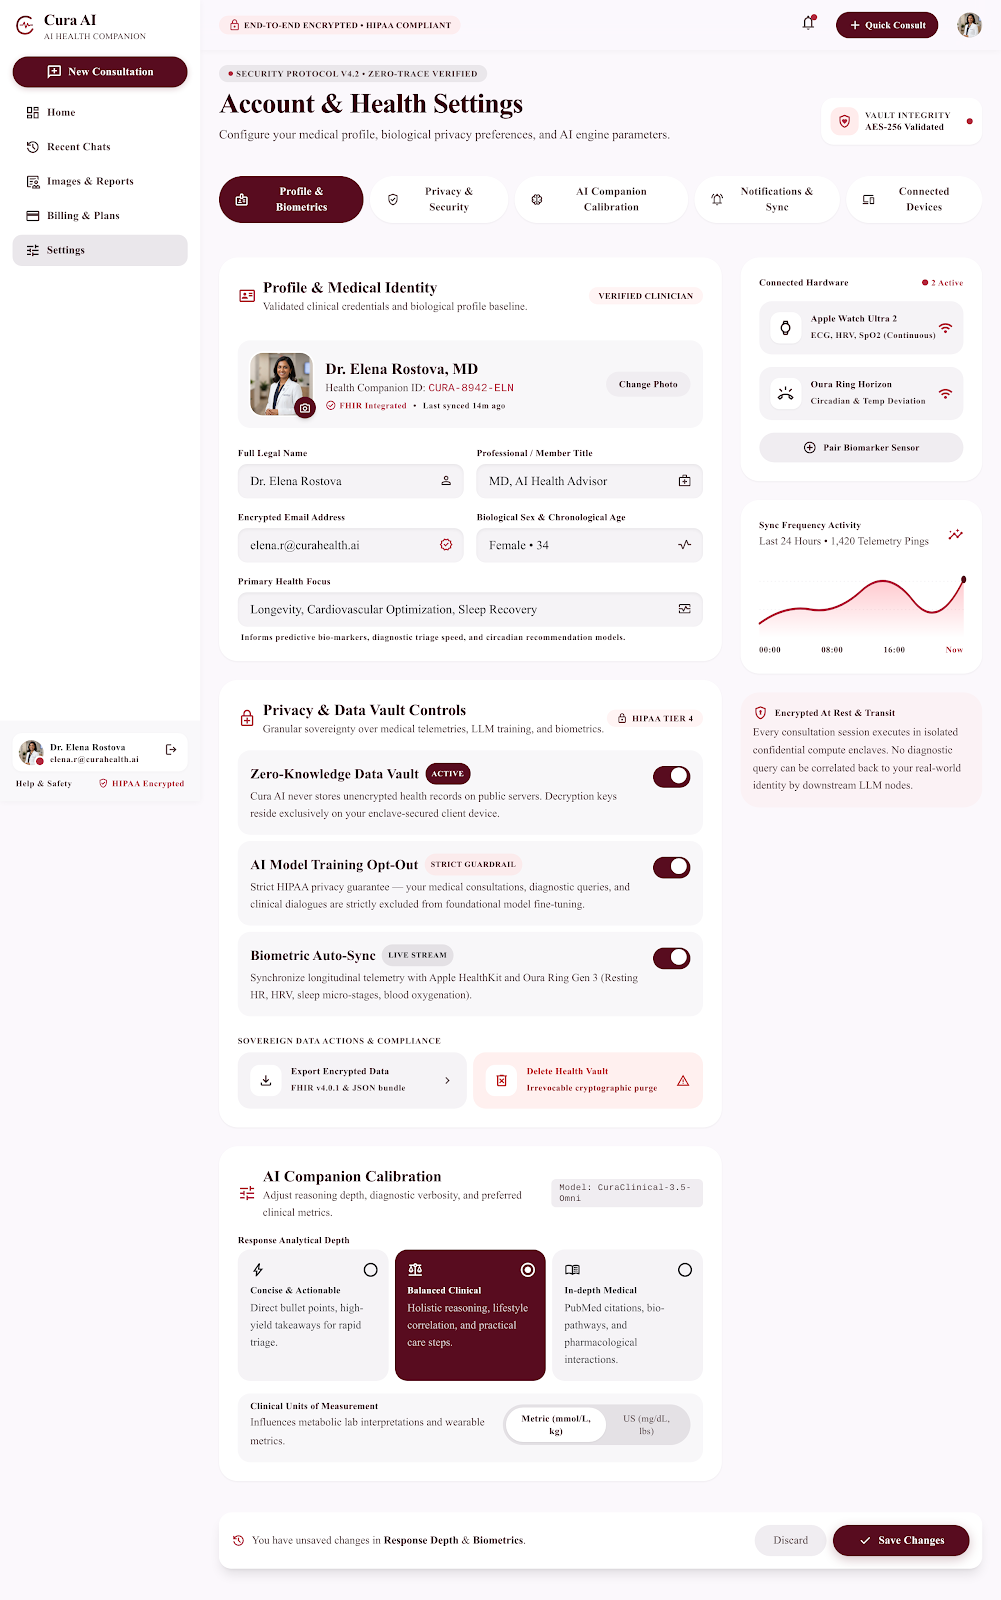 Cura AI
AI HEALTH COMPANION
New Consultation
Home
Recent Chats
Images & Reports
Billing & Plans
Settings
Dr. Elena Rostova
elena.r@curahealth.ai
Help & Safety
HIPAA Encrypted
END-TO-END ENCRYPTED • HIPAA COMPLIANT
Quick Consult
SECURITY PROTOCOL V4.2 • ZERO-TRACE VERIFIED
Account & Health Settings
Configure your medical profile, biological privacy preferences, and AI engine parameters.
VAULT INTEGRITY
AES-256 Validated
Profile &
Biometrics
Privacy &
Security
AI Companion
Calibration
Notifications &
Sync
Connected
Devices
Profile & Medical Identity
Validated clinical credentials and biological profile baseline.
VERIFIED CLINICIAN
Dr. Elena Rostova, MD
Health Companion ID: CURA-8942-ELN
FHIR Integrated • Last synced 14m ago
Change Photo
Full Legal Name
Dr. Elena Rostova
Professional / Member Title
MD, AI Health Advisor
Encrypted Email Address
elena.r@curahealth.ai
Biological Sex & Chronological Age
Female • 34
Primary Health Focus
Longevity, Cardiovascular Optimization, Sleep Recovery
Informs predictive bio-markers, diagnostic triage speed, and circadian recommendation models.
Privacy & Data Vault Controls
Granular sovereignty over medical telemetries, LLM training, and biometrics.
HIPAA TIER 4
Zero-Knowledge Data Vault ACTIVE
Cura AI never stores unencrypted health records on public servers. Decryption keys
reside exclusively on your enclave-secured client device.
AI Model Training Opt-Out STRICT GUARDRAIL
Strict HIPAA privacy guarantee — your medical consultations, diagnostic queries, and
clinical dialogues are strictly excluded from foundational model fine-tuning.
Biometric Auto-Sync LIVE STREAM
Synchronize longitudinal telemetry with Apple HealthKit and Oura Ring Gen 3 (Resting
HR, HRV, sleep micro-stages, blood oxygenation).
SOVEREIGN DATA ACTIONS & COMPLIANCE
Export Encrypted Data
FHIR v4.0.1 & JSON bundle
Delete Health Vault
Irrevocable cryptographic purge
AI Companion Calibration
Adjust reasoning depth, diagnostic verbosity, and preferred
clinical metrics.
Model: CuraClinical-3.5-
Omni
Response Analytical Depth
Concise & Actionable
Direct bullet points, high-
yield takeaways for rapid
triage.
Balanced Clinical
Holistic reasoning, lifestyle
correlation, and practical
care steps.
In-depth Medical
PubMed citations, bio-
pathways, and
pharmacological
interactions.
Clinical Units of Measurement
Influences metabolic lab interpretations and wearable
metrics.
Metric (mmol/L,
kg)
US (mg/dL,
lbs)
Connected Hardware
2 Active
Apple Watch Ultra 2
ECG, HRV, SpO2 (Continuous)
Oura Ring Horizon
Circadian & Temp Deviation
Pair Biomarker Sensor
Sync Frequency Activity
Last 24 Hours • 1,420 Telemetry Pings
00:00
08:00
16:00
Now
Encrypted At Rest & Transit
Every consultation session executes in isolated
confidential compute enclaves. No diagnostic
query can be correlated back to your real-world
identity by downstream LLM nodes.
You have unsaved changes in Response Depth & Biometrics.
Discard
Save Changes